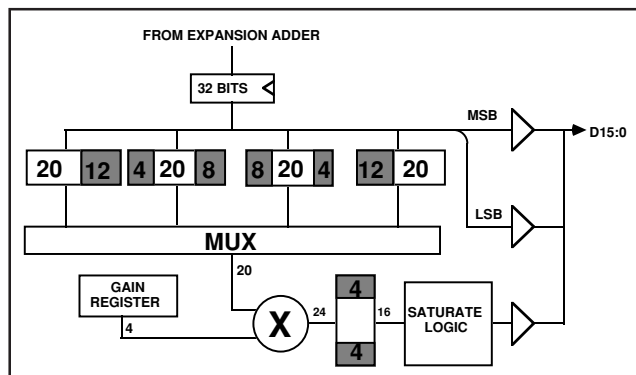 FROM EXPANSION ADDER
32 BITS
MSB
D15:0
20 12 4 20 8 8 20 4 12 20
LSB
MUX
20
GAIN
REGISTER
4
X
24
4
4
16
SATURATE
LOGIC